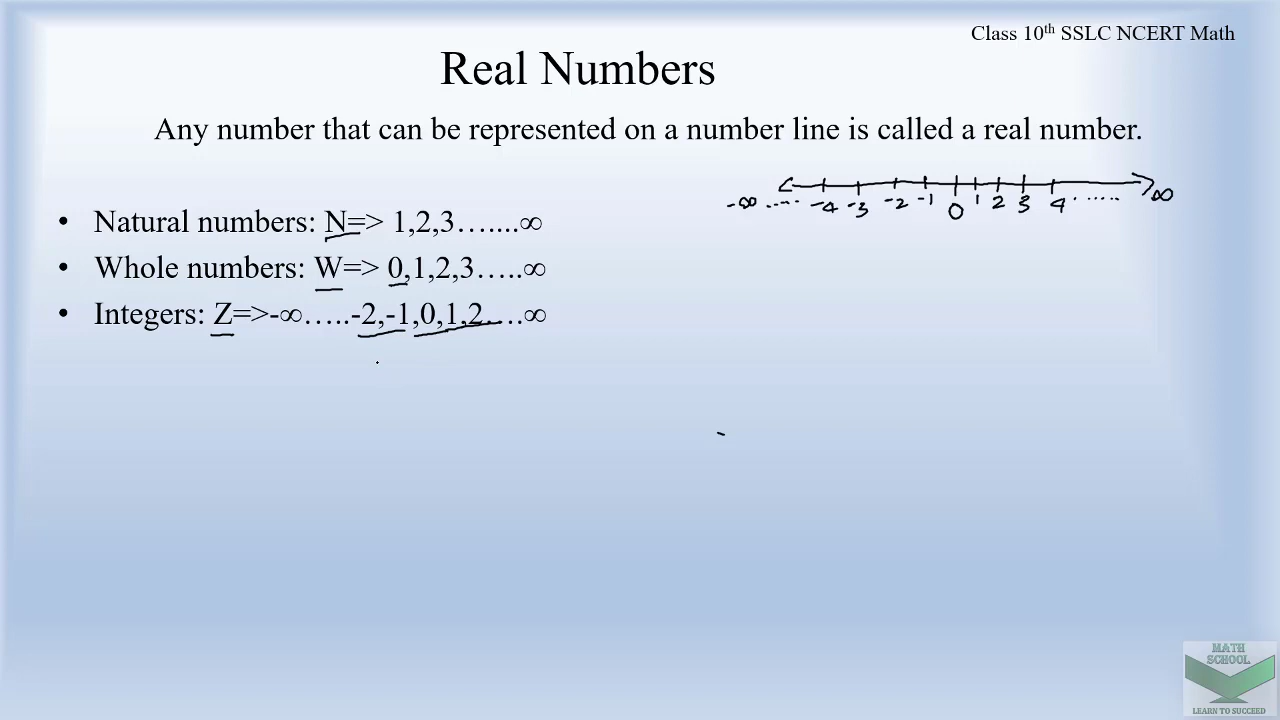 Class 10th SSLC NCERT Math
Real Numbers
Any number that can be represented on a number line is called a real number.
-∞ ..... -4 -3 -2 -1 0 1 2 3 4 ...... ∞
• Natural numbers: N=> 1,2,3…....∞
• Whole numbers: W=> 0,1,2,3…..∞
• Integers: Z=>-∞…..-2,-1,0,1,2….∞
MATH
SCHOOL
LEARN TO SUCCEED